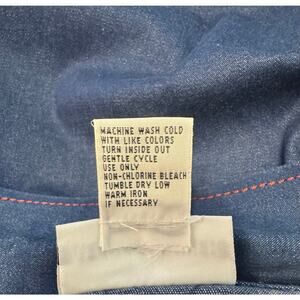 MACHINE WASH COLD
WITH LIKE COLORS
TURN INSIDE OUT
GENTLE CYCLE
USE ONLY
NON-CHLORINE BLEACH
TUMBLE DRY LOW
WARM IRON
IF NECESSARY